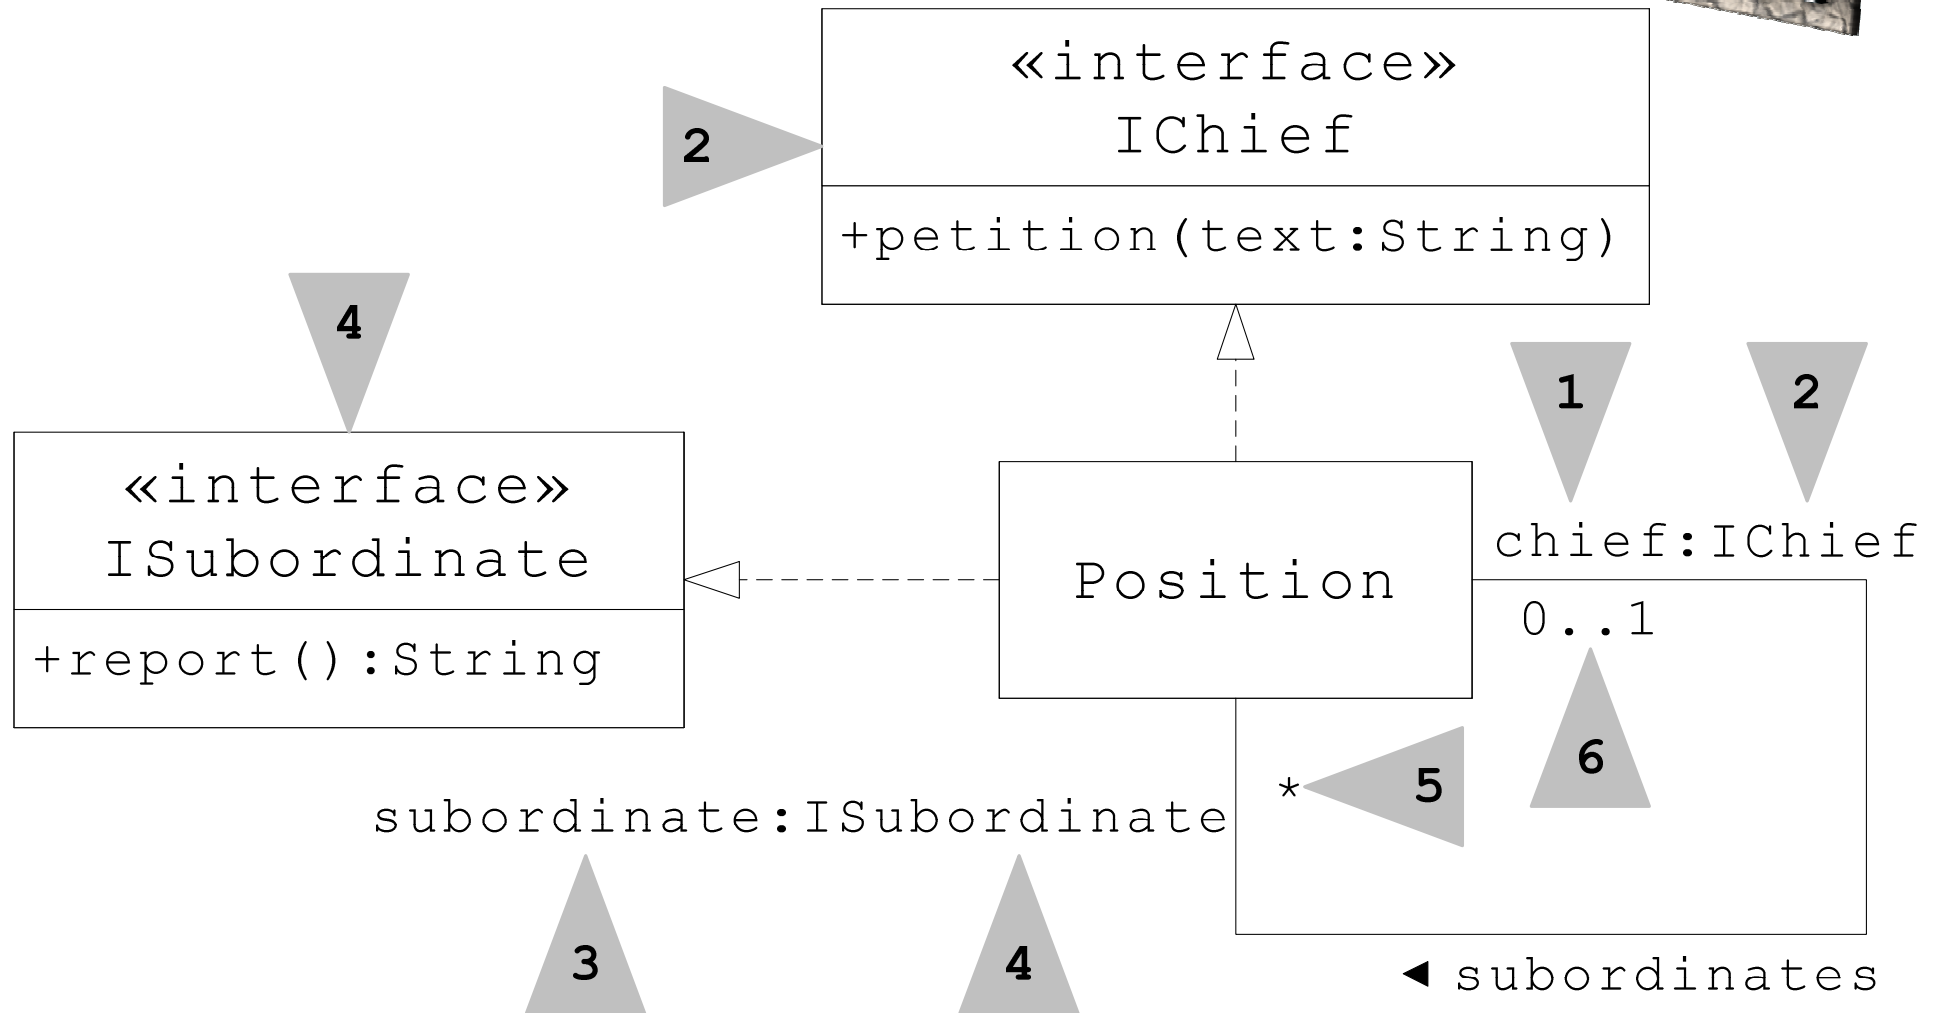 «interface»
IChief
2
+petition(text:String)
4
1
2
«interface»
ISubordinate
chief:IChief
Position
0..1
+report():String
6
5
*
subordinate:ISubordinate
3
4
◄ subordinates